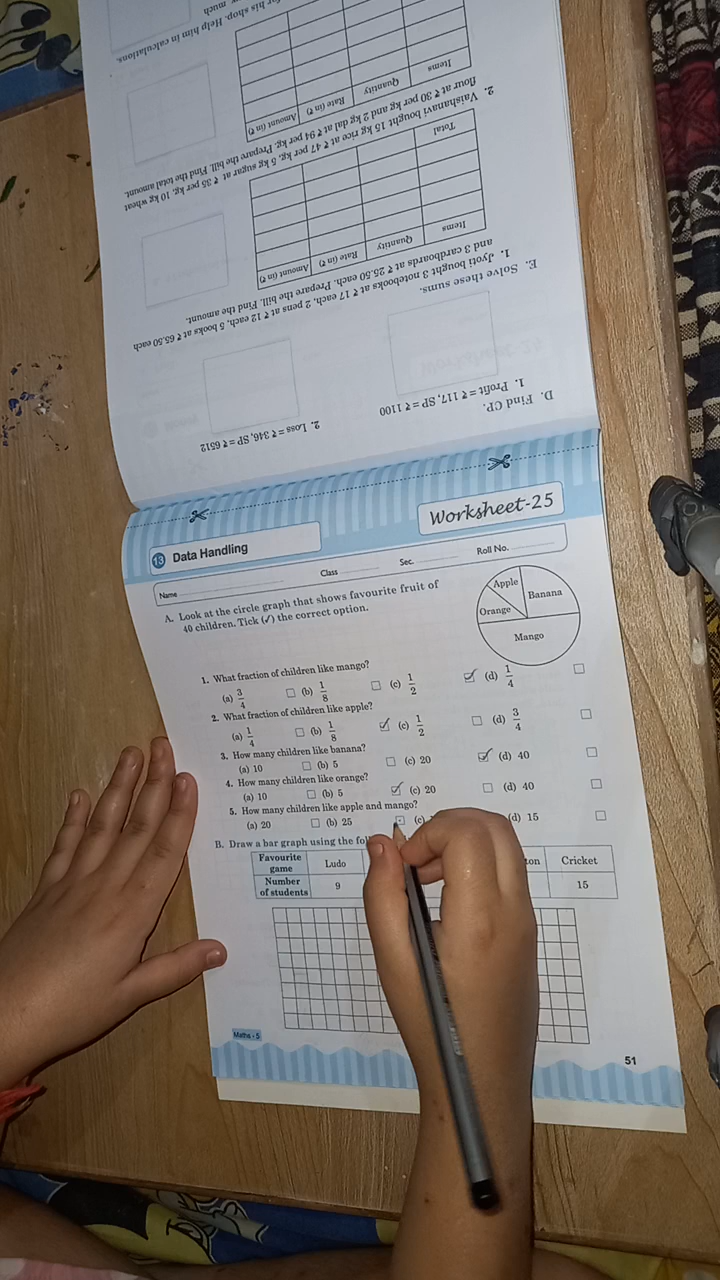 Worksheet-25
13 Data Handling
Name Class Sec. Roll No.
A. Look at the circle graph that shows favourite fruit of
40 children. Tick (✓) the correct option.
Apple
Banana
Orange
Mango
1. What fraction of children like mango?
(a) 3/4 (b) 1/8 (c) 1/2 (d) 1/4
2. What fraction of children like apple?
(a) 1/4 (b) 1/8 (c) 1/2 (d) 3/4
3. How many children like banana?
(a) 10 (b) 5 (c) 20 (d) 40
4. How many children like orange?
(a) 10 (b) 5 (c) 20 (d) 40
5. How many children like apple and mango?
(a) 20 (b) 25 (c) (d) 15
B. Draw a bar graph using the
Favourite game Ludo Cricket
Number of students 9 15
Maths - 5
51
D. Find CP.
1. Profit = ₹ 117, SP = ₹ 1100
2. Loss = ₹ 346, SP = ₹ 6512
E. Solve these sums.
1. Jyoti bought 3 notebooks at ₹ 17 each, 2 pens at ₹ 12 each, 5 books at ₹ 65.50 each
and 3 cardboards at ₹ 25.50 each. Prepare the bill. Find the amount.
Items Quantity Rate (in ₹) Amount (in ₹)
Total
2. Vaishanavi bought 15 kg rice at ₹ 47 per kg, 5 kg sugar at ₹ 35 per kg, 10 kg wheat
flour at ₹ 30 per kg and 2 kg dal at ₹ 94 per kg. Prepare the bill. Find the total amount.
Items Quantity Rate (in ₹) Amount (in ₹)
his shop. Help him in calculations.
much